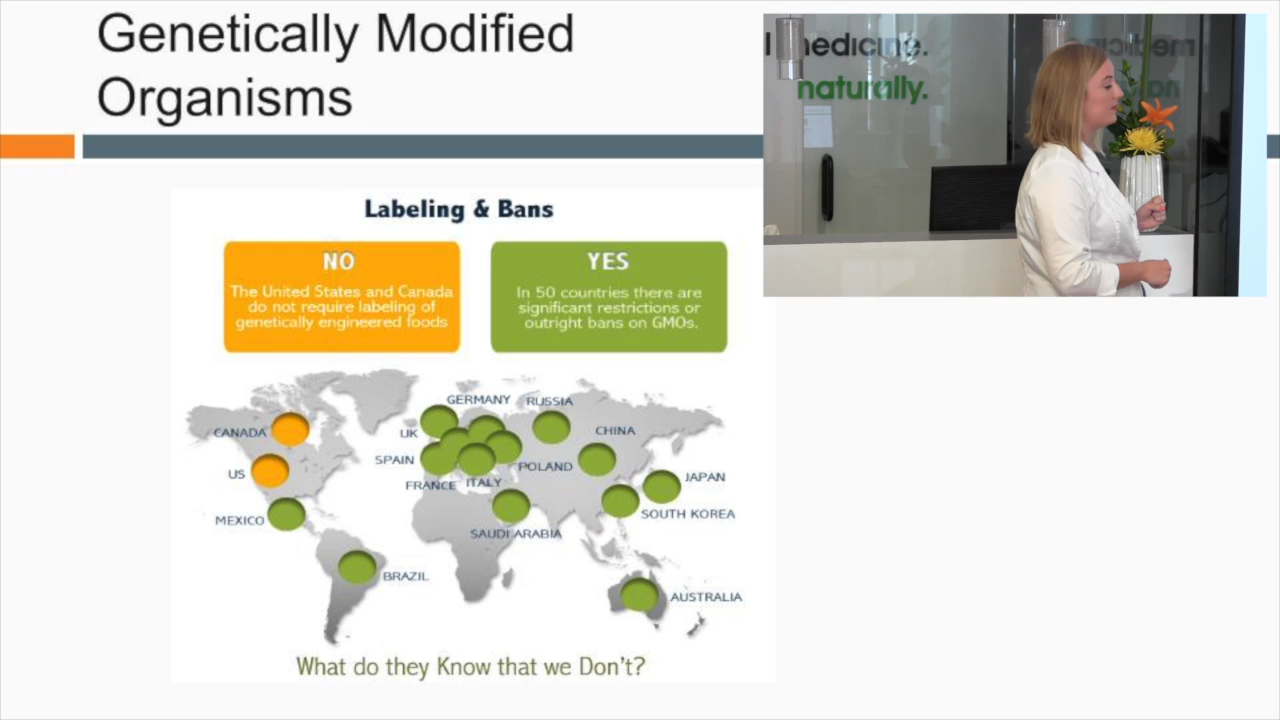 Genetically Modified
Organisms
medicine.
naturally.
Labeling & Bans
NO
The United States and Canada
do not require labeling of
genetically engineered foods
YES
In 50 countries there are
significant restrictions or
outright bans on GMOs.
GERMANY
RUSSIA
CANADA
UK
CHINA
SPAIN
POLAND
US
FRANCE
ITALY
JAPAN
MEXICO
SOUTH KOREA
SAUDI ARABIA
BRAZIL
AUSTRALIA
What do they Know that we Don't?